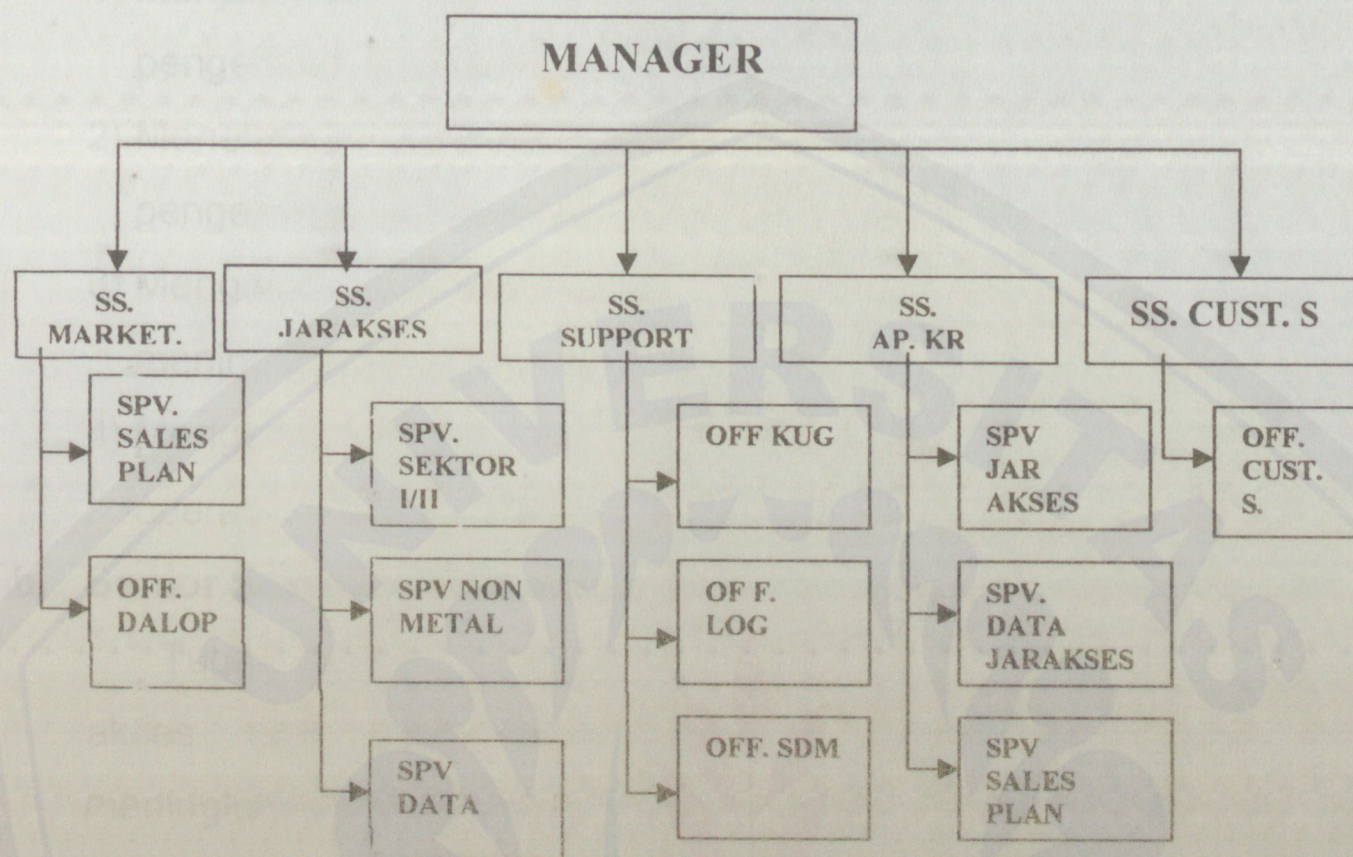 MANAGER
SS.
MARKET.
SS.
JARAKSES
SS.
SUPPORT
SS.
AP. KR
SS. CUST. S
SPV.
SALES
PLAN
OFF.
DALOP
SPV.
SEKTOR
I/II
SPV NON
METAL
SPV
DATA
OFF KUG
OF F.
LOG
OFF. SDM
SPV
JAR
AKSES
SPV.
DATA
JARAKSES
SPV
SALES
PLAN
OFF.
CUST.
S.
UNIVERSITAS